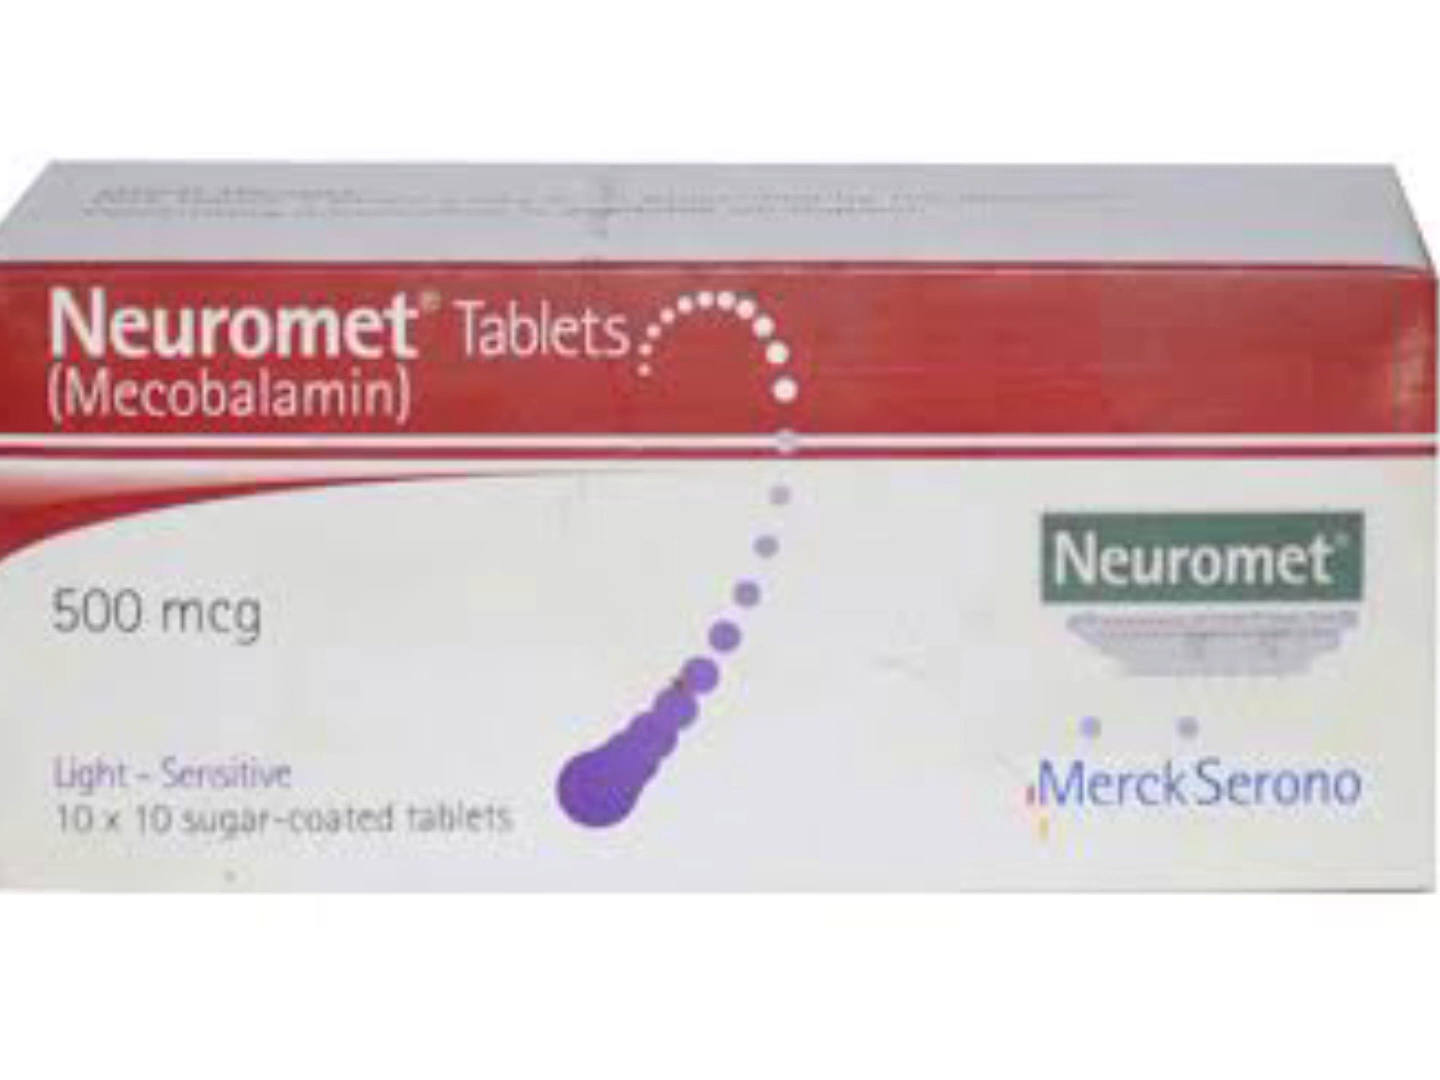 Neuromet® Tablets
(Mecobalamin)
500 mcg
Light - Sensitive
10 x 10 sugar-coated tablets
Neuromet®
Merck Serono